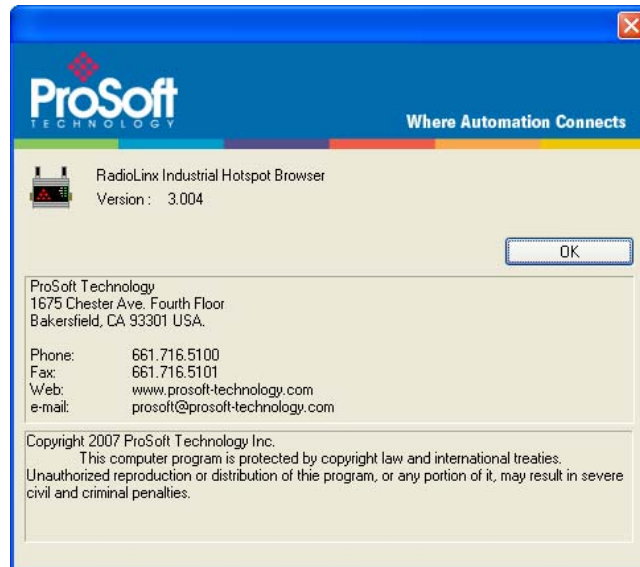 ProSoft
TECHNOLOGY
Where Automation Connects
RadioLinx Industrial Hotspot Browser
Version : 3.004
OK
ProSoft Technology
1675 Chester Ave. Fourth Floor
Bakersfield, CA 93301 USA.
Phone: 661.716.5100
Fax: 661.716.5101
Web: www.prosoft-technology.com
e-mail: prosoft@prosoft-technology.com
Copyright 2007 ProSoft Technology Inc.
This computer program is protected by copyright law and international treaties.
Unauthorized reproduction or distribution of thie program, or any portion of it, may result in severe
civil and criminal penalties.